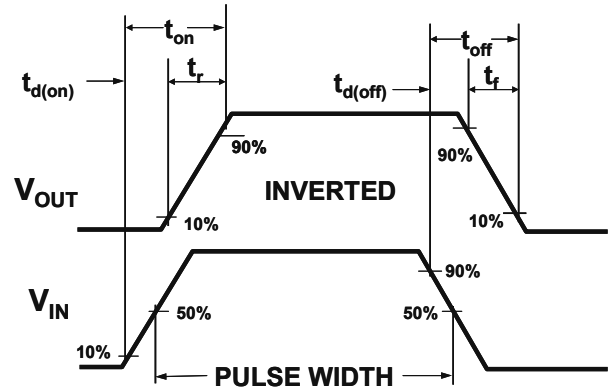 t_on t_off
t_d(on) t_r t_d(off) t_f
90% 90%
V_OUT INVERTED
10% 10%
90%
V_IN 50% 50%
10%
PULSE WIDTH